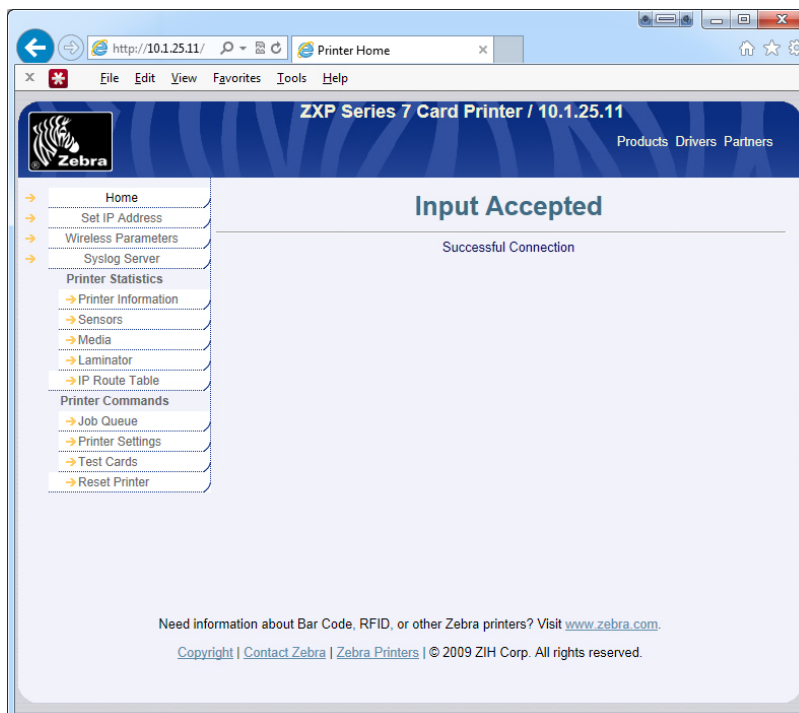 http://10.1.25.11/
Printer Home
File Edit View Favorites Tools Help
ZXP Series 7 Card Printer / 10.1.25.11
Products Drivers Partners
Zebra
Home
Set IP Address
Wireless Parameters
Syslog Server
Printer Statistics
Printer Information
Sensors
Media
Laminator
IP Route Table
Printer Commands
Job Queue
Printer Settings
Test Cards
Reset Printer
Input Accepted
Successful Connection
Need information about Bar Code, RFID, or other Zebra printers? Visit www.zebra.com.
Copyright | Contact Zebra | Zebra Printers | © 2009 ZIH Corp. All rights reserved.